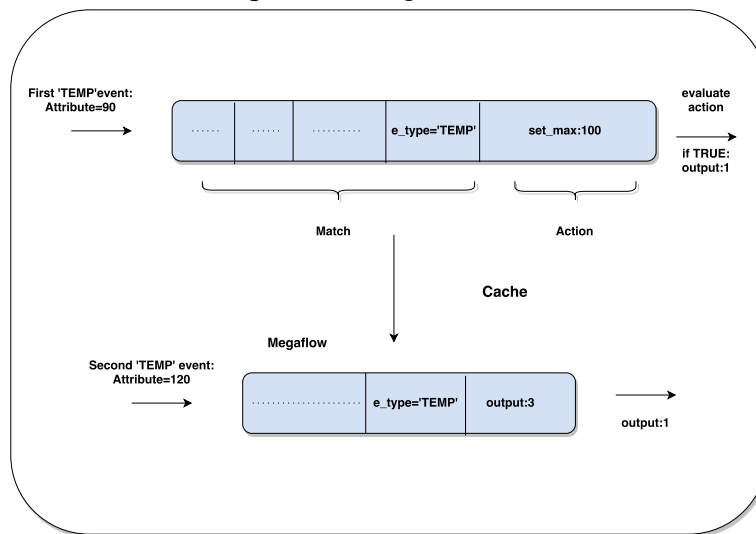 First 'TEMP'event:
Attribute=90
e_type='TEMP'
set_max:100
evaluate
action
if TRUE:
output:1
Match
Action
Cache
Megaflow
Second 'TEMP' event:
Attribute=120
e_type='TEMP'
output:3
output:1